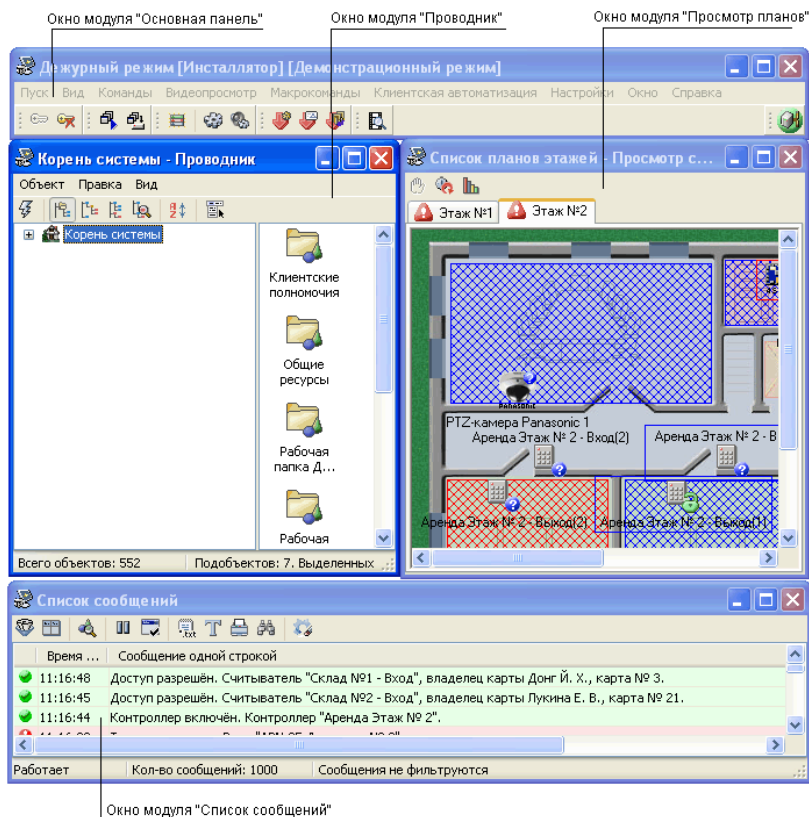 Окно модуля "Основная панель"
Окно модуля "Проводник"
Окно модуля "Просмотр планов"
Дежурный режим [Инсталлятор] [Демонстрационный режим]
Пуск Вид Команды Видеопросмотр Макрокоманды Клиентская автоматизация Настройки Окно Справка
Корень системы - Проводник
Объект Правка Вид
Корень системы
Клиентские
полномочия
Общие
ресурсы
Рабочая
папка Д...
Рабочая
Всего объектов: 552 Подобъектов: 7. Выделенных
Список планов этажей - Просмотр с...
Этаж №1 Этаж №2
Panasonic
PTZ-камера Panasonic 1
Аренда Этаж № 2 - Вход(2) Аренда Этаж № 2 - В
Аренда Этаж № 2 - Выход(2) Аренда Этаж № 2 - Выход(1)
Список сообщений
.txt
Время ... Сообщение одной строкой
11:16:48 Доступ разрешён. Считыватель "Склад №1 - Вход", владелец карты Донг Й. Х., карта № 3.
11:16:45 Доступ разрешён. Считыватель "Склад №2 - Вход", владелец карты Лукина Е. В., карта № 21.
11:16:44 Контроллер включён. Контроллер "Аренда Этаж № 2".
Работает Кол-во сообщений: 1000 Сообщения не фильтруются
Окно модуля "Список сообщений"